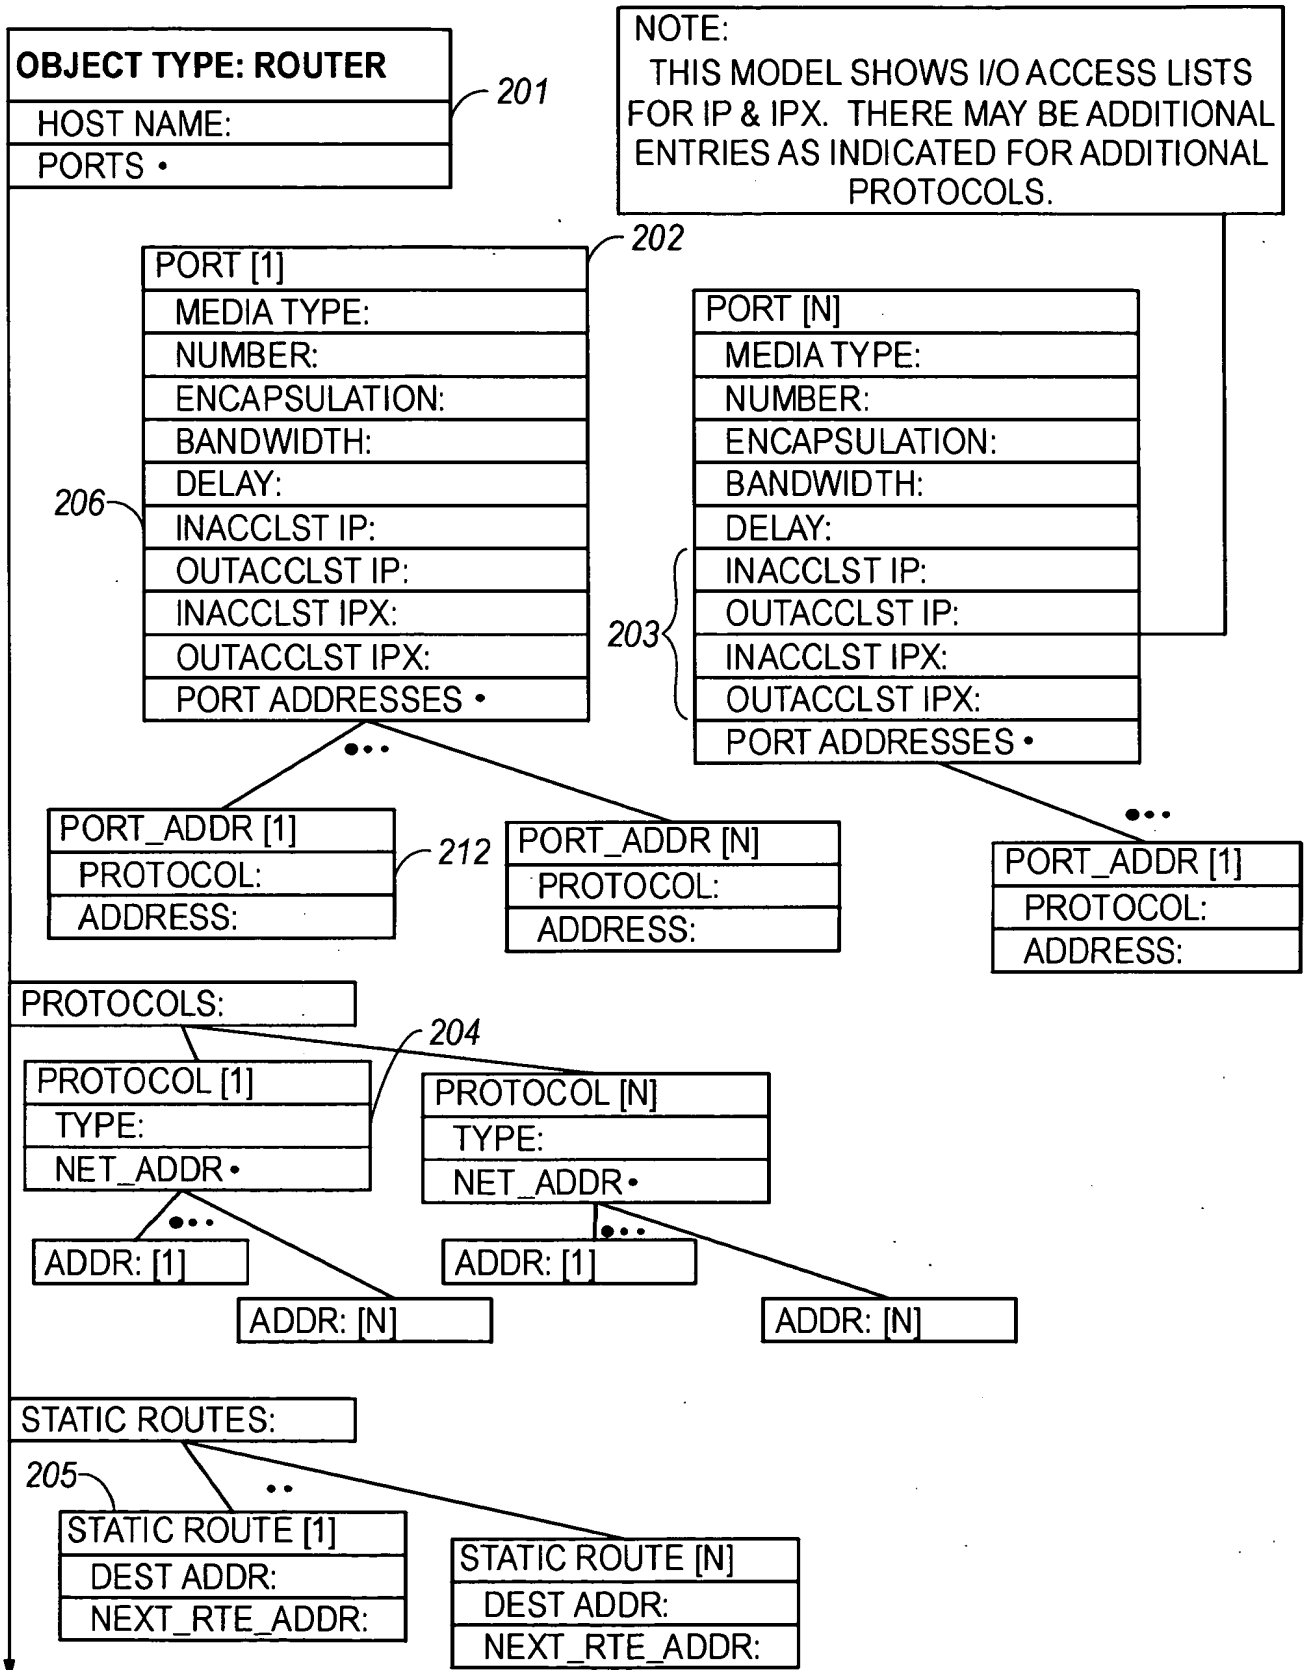 OBJECT TYPE: ROUTER
HOST NAME:
PORTS •
201
NOTE:
THIS MODEL SHOWS I/O ACCESS LISTS
FOR IP & IPX. THERE MAY BE ADDITIONAL
ENTRIES AS INDICATED FOR ADDITIONAL
PROTOCOLS.
202
PORT [1]
MEDIA TYPE:
NUMBER:
ENCAPSULATION:
BANDWIDTH:
DELAY:
206
INACCLST IP:
OUTACCLST IP:
INACCLST IPX:
OUTACCLST IPX:
PORT ADDRESSES •
PORT [N]
MEDIA TYPE:
NUMBER:
ENCAPSULATION:
BANDWIDTH:
DELAY:
INACCLST IP:
OUTACCLST IP:
203
INACCLST IPX:
OUTACCLST IPX:
PORT ADDRESSES •
PORT_ADDR [1]
PROTOCOL:
ADDRESS:
212
PORT_ADDR [N]
PROTOCOL:
ADDRESS:
PORT_ADDR [1]
PROTOCOL:
ADDRESS:
PROTOCOLS:
204
PROTOCOL [1]
TYPE:
NET_ADDR •
PROTOCOL [N]
TYPE:
NET_ADDR •
ADDR: [1]
ADDR: [N]
ADDR: [1]
ADDR: [N]
STATIC ROUTES:
205
STATIC ROUTE [1]
DEST ADDR:
NEXT_RTE_ADDR:
STATIC ROUTE [N]
DEST ADDR:
NEXT_RTE_ADDR: